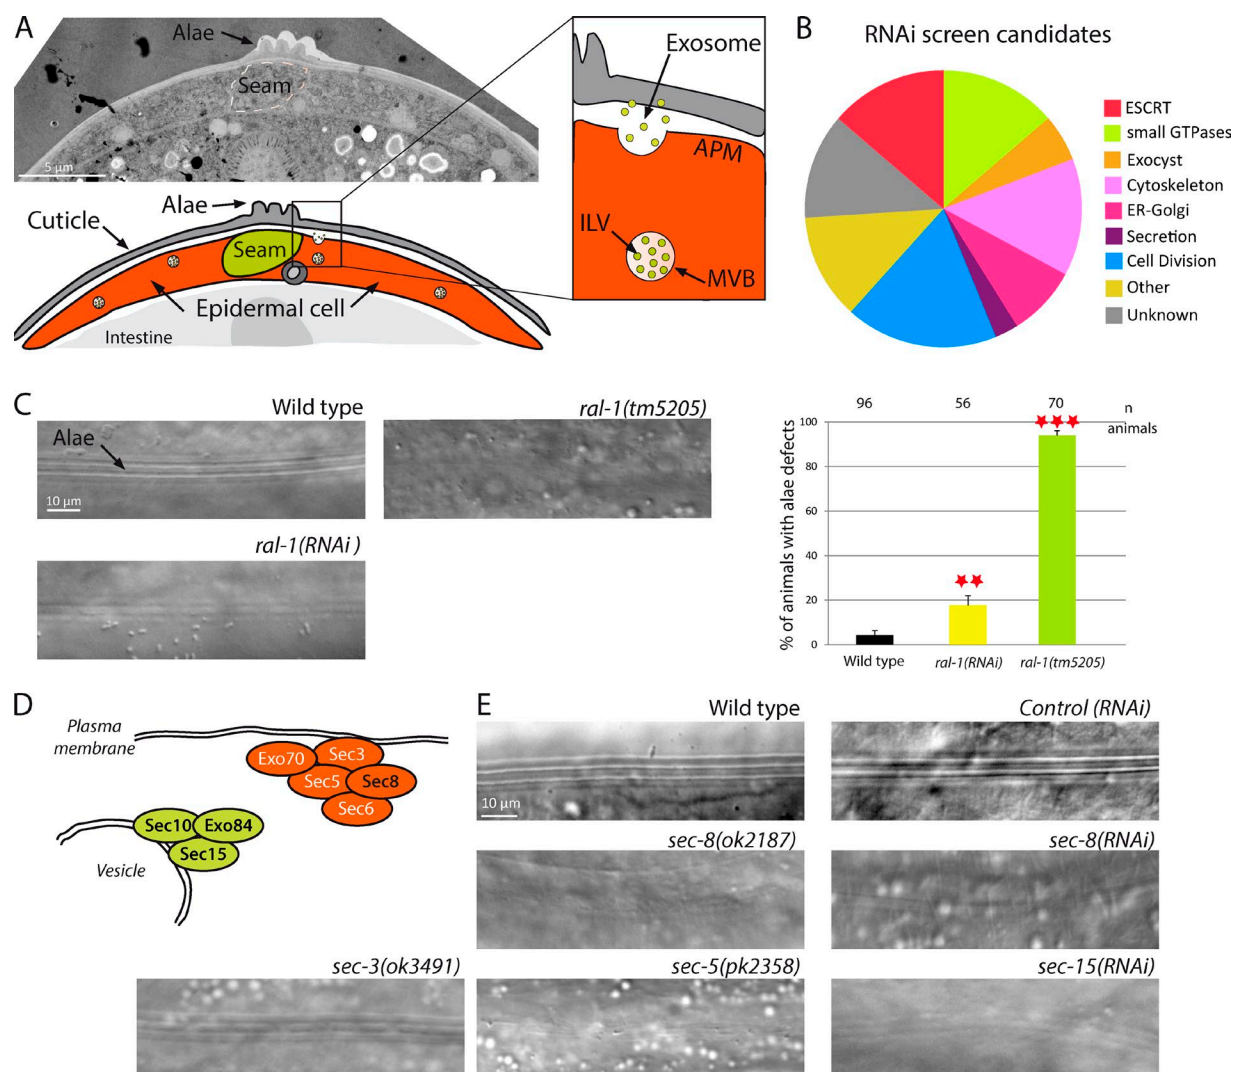 A
Alae
Seam
5 µm
Cuticle
Alae
Seam
Epidermal cell
Intestine
Exosome
APM
ILV
MVB
B
RNAi screen candidates
ESCRT
small GTPases
Exocyst
Cytoskeleton
ER-Golgi
Secretion
Cell Division
Other
Unknown
C
Wild type
Alae
10 µm
ral-1(tm5205)
ral-1(RNAi )
96 56 70 n
animals
% of animals with alae defects
100
80
60
40
20
0
Wild type ral-1(RNAi) ral-1(tm5205)
D
Plasma
membrane
Exo70 Sec3
Sec5 Sec8
Sec6
Sec10 Exo84
Sec15
Vesicle
E
Wild type
10 µm
Control (RNAi)
sec-8(ok2187)
sec-8(RNAi)
sec-3(ok3491)
sec-5(pk2358)
sec-15(RNAi)